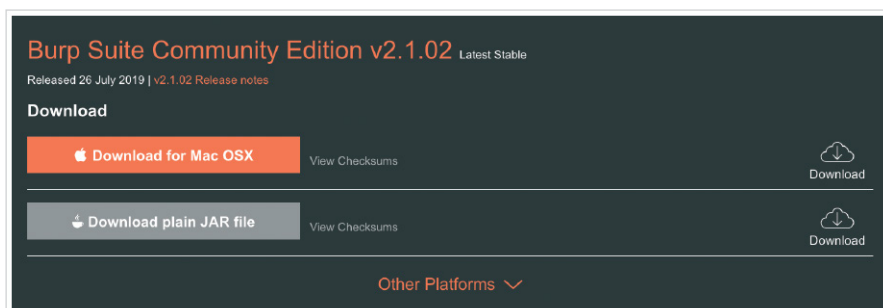 Burp Suite Community Edition v2.1.02 Latest Stable
Released 26 July 2019 | v2.1.02 Release notes
Download
Download for Mac OSX View Checksums Download
Download plain JAR file View Checksums Download
Other Platforms